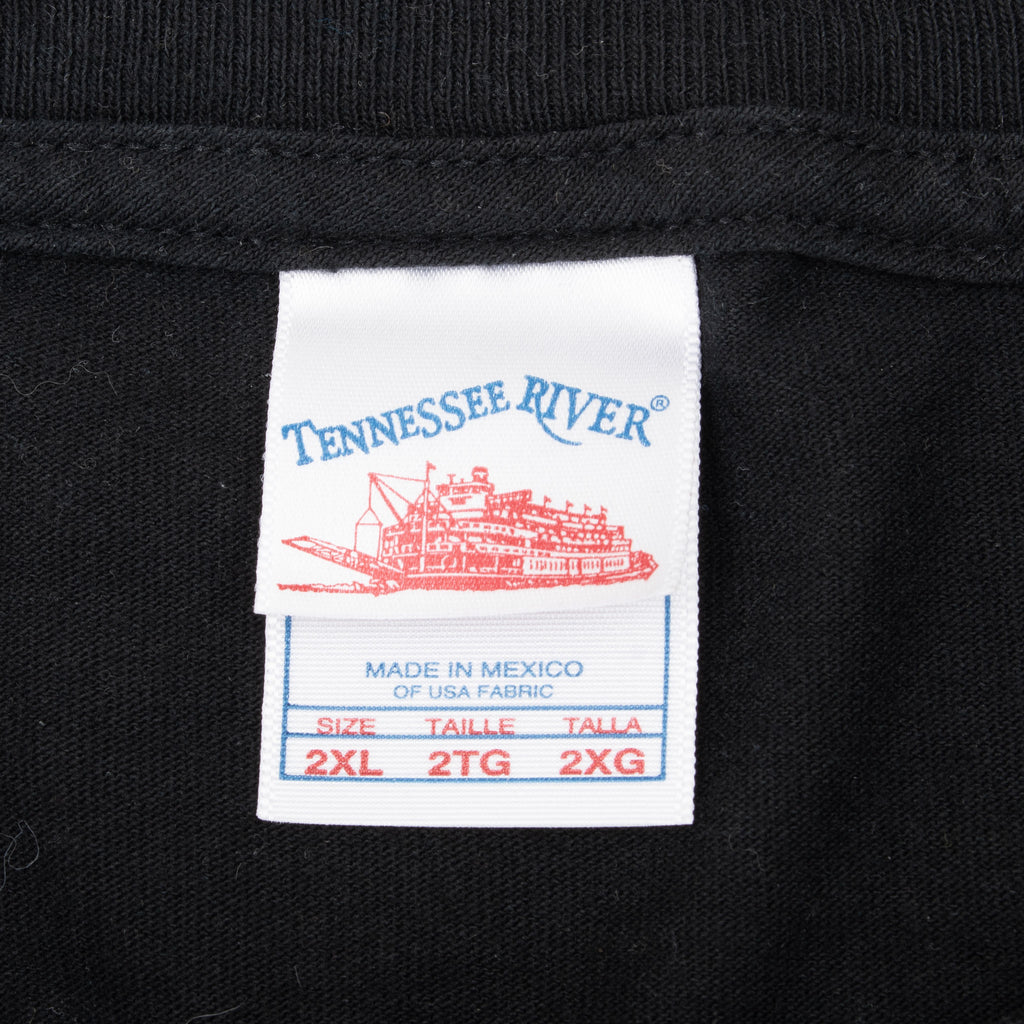 TENNESSEE RIVER®
MADE IN MEXICO
OF USA FABRIC
SIZE TAILLE TALLA
2XL 2TG 2XG